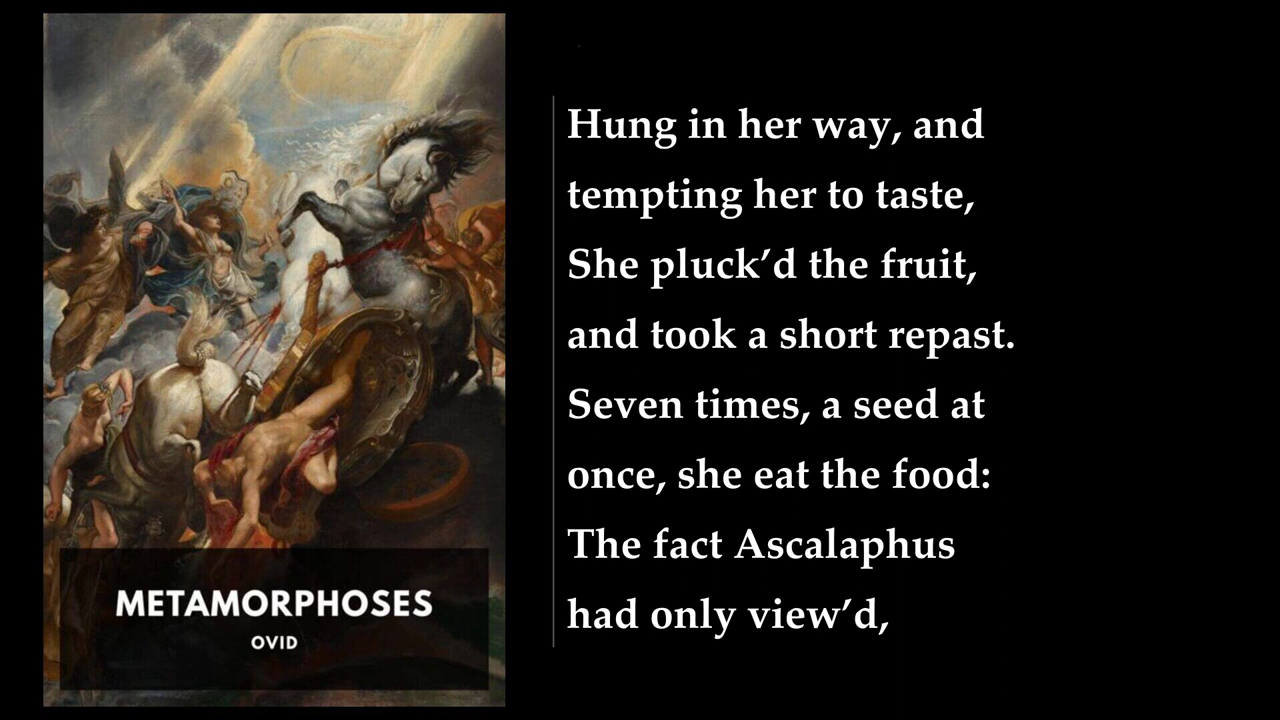 METAMORPHOSES
OVID
Hung in her way, and
tempting her to taste,
She pluck’d the fruit,
and took a short repast.
Seven times, a seed at
once, she eat the food:
The fact Ascalaphus
had only view’d,